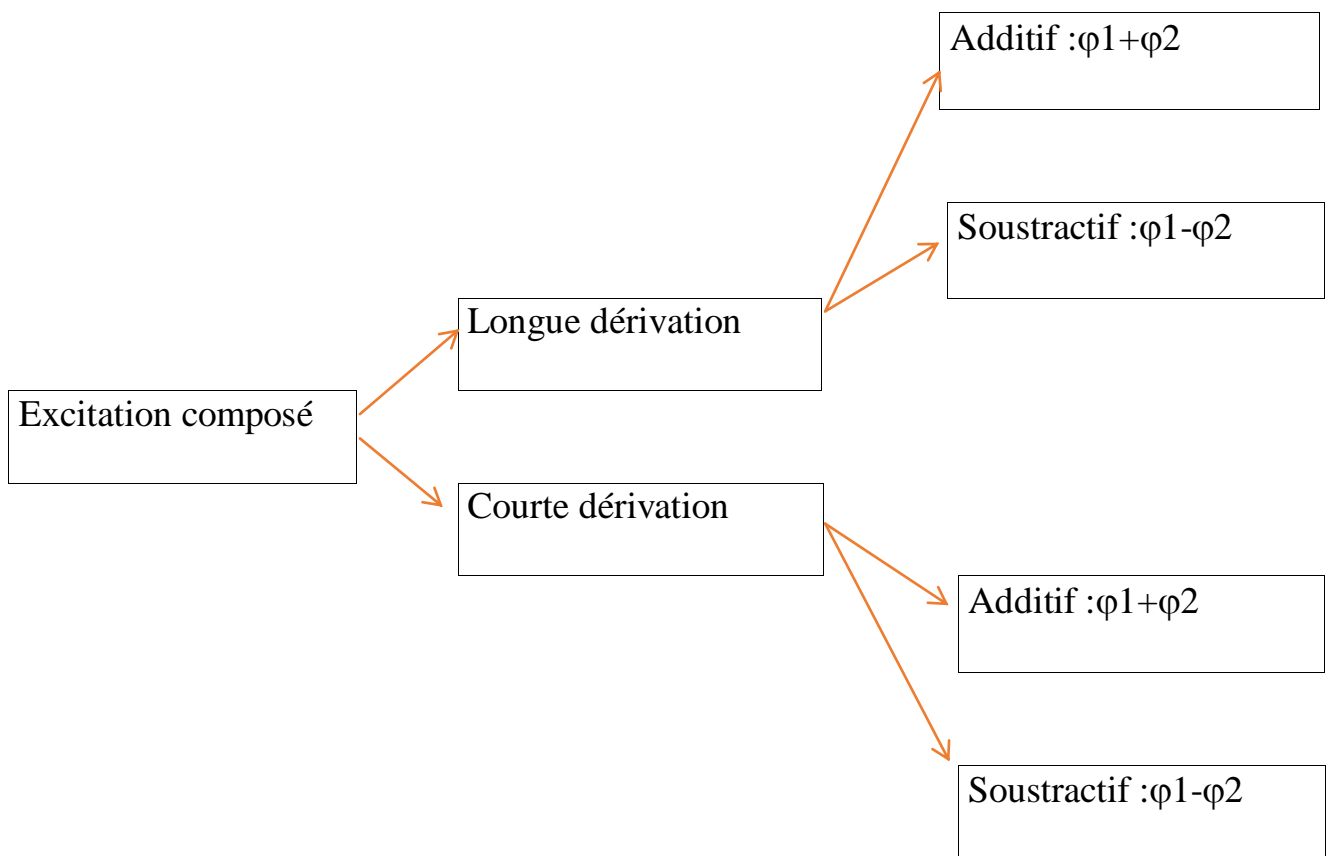 Additif :φ1+φ2
Soustractif :φ1-φ2
Longue dérivation
Excitation composé
Courte dérivation
Additif :φ1+φ2
Soustractif :φ1-φ2